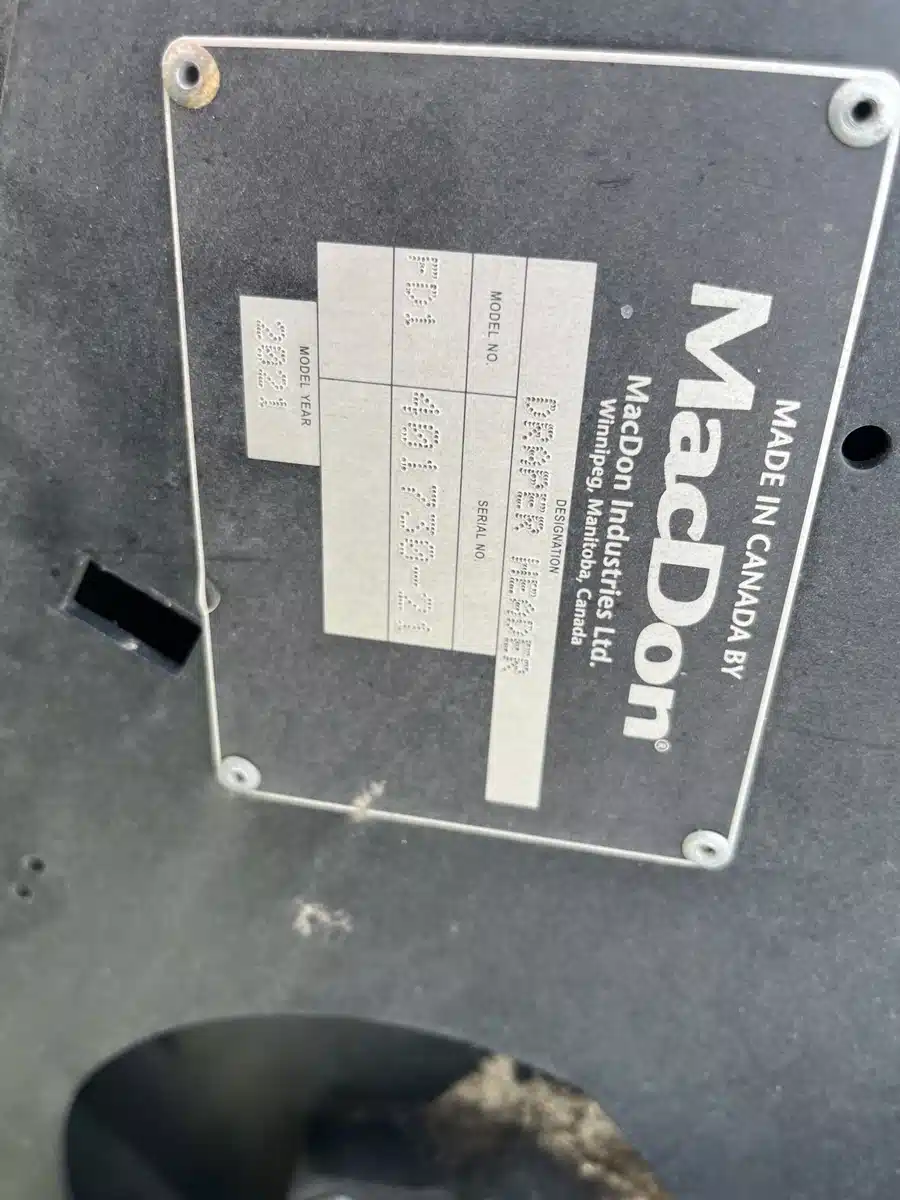 MADE IN CANADA BY
MacDon®
MacDon Industries Ltd.
Winnipeg, Manitoba, Canada
DESIGNATION
DRAPER HEADER
MODEL NO. SERIAL NO.
FD1 401730-21
MODEL YEAR
2021